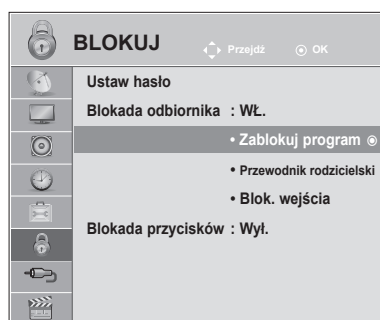 BLOKUJ Przejdź OK
Ustaw hasło
Blokada odbiornika : WŁ.
• Zablokuj program
• Przewodnik rodzicielski
• Blok. wejścia
Blokada przycisków : Wył.